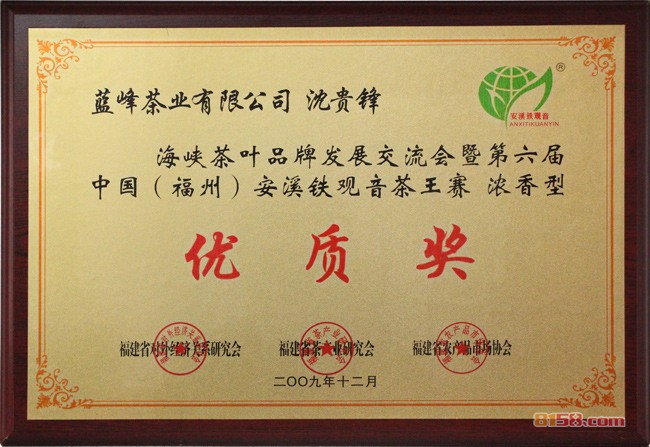 蓝峰茶业有限公司 沈贵锋
®
安溪铁观音
ANXITIKUANYIN
海峡茶叶品牌发展交流会暨第六届
中国（福州）安溪铁观音茶王赛 浓香型
优质奖
福建省对外经济关系研究会 福建省茶产业研究会 福建省农产品市场协会
二〇〇九年十二月
8158.com